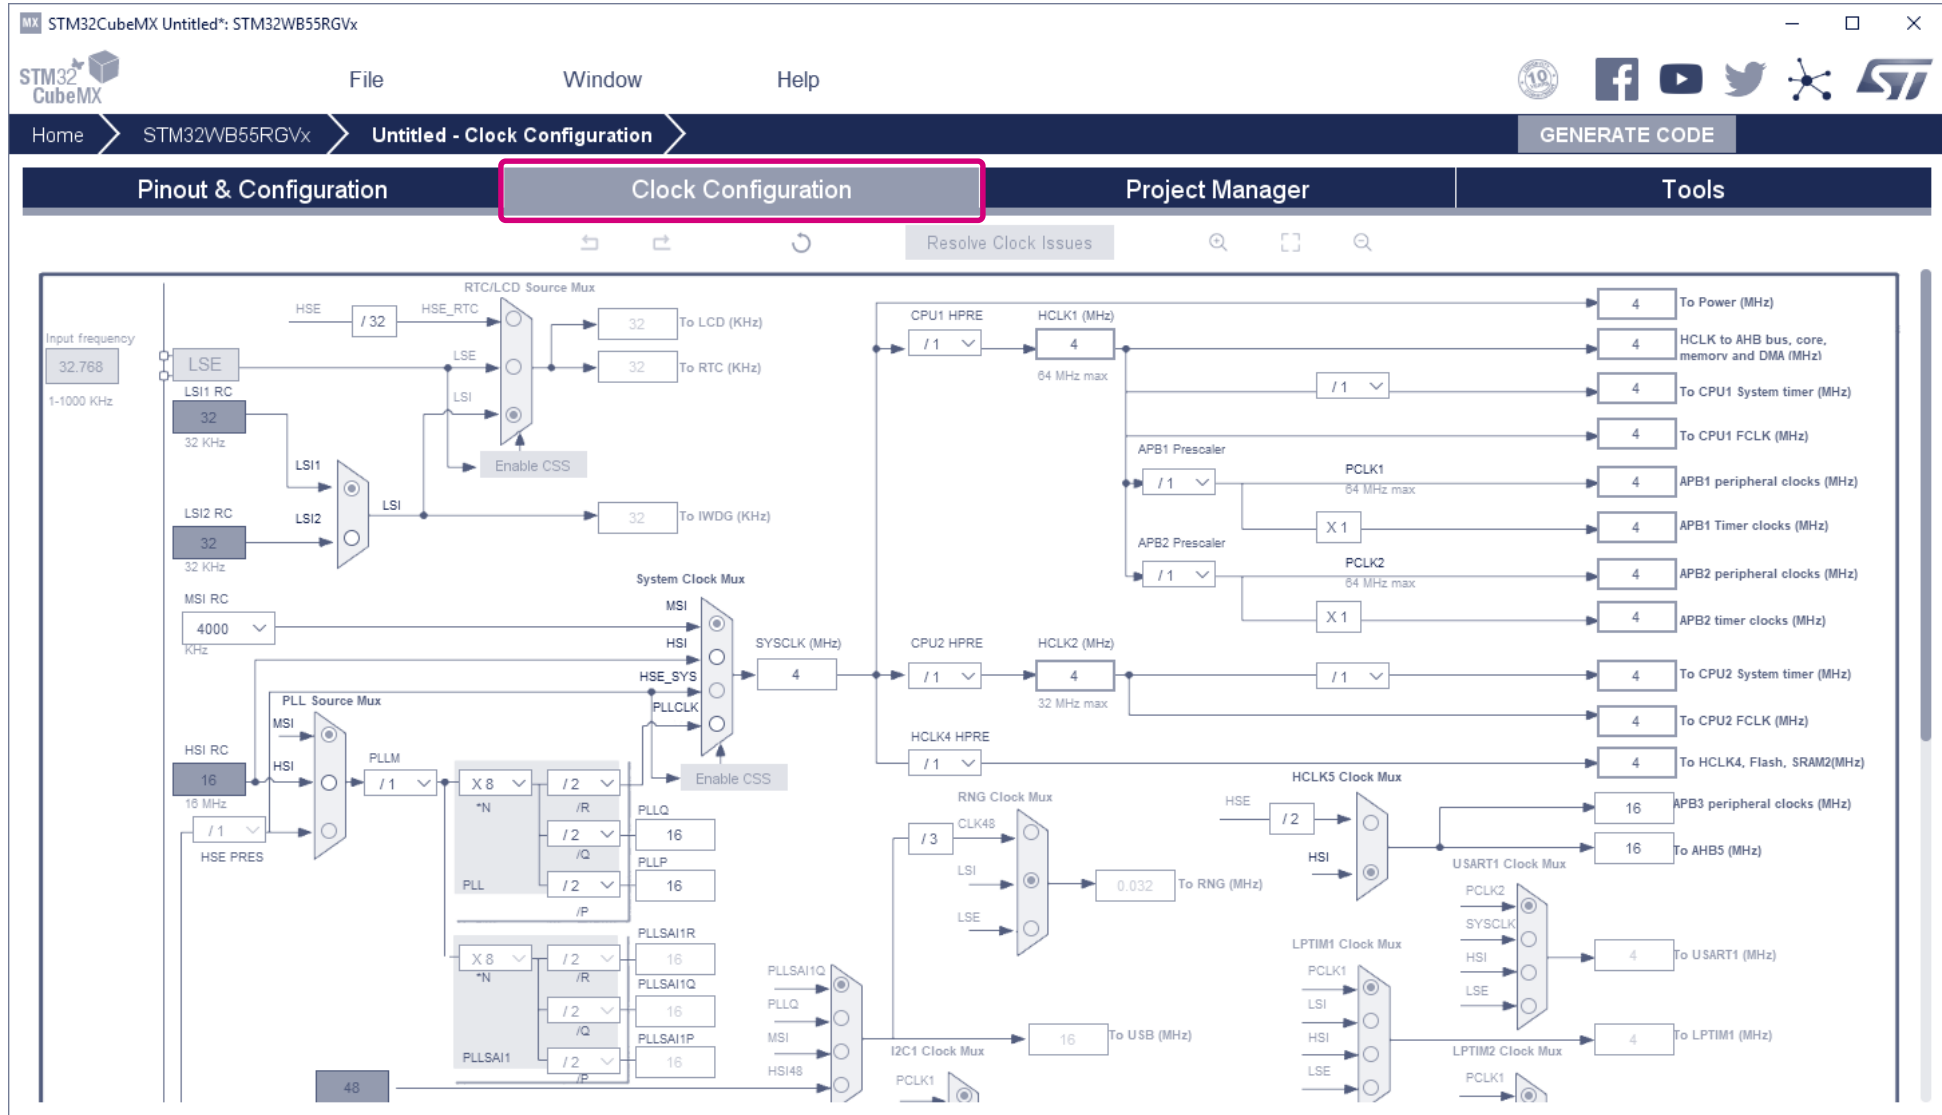 MX STM32CubeMX Untitled*: STM32WB55RGVx
STM32
CubeMX
File
Window
Help
10
ST
Home
STM32WB55RGVx
Untitled - Clock Configuration
GENERATE CODE
Pinout & Configuration
Clock Configuration
Project Manager
Tools
Resolve Clock Issues
RTC/LCD Source Mux
HSE
/ 32
HSE_RTC
32
To LCD (KHz)
Input frequency
32.768
1-1000 KHz
LSE
LSE
32
To RTC (KHz)
LSI1 RC
32
32 KHz
LSI
Enable CSS
LSI1
LSI2 RC
32
32 KHz
LSI2
LSI
32
To IWDG (KHz)
MSI RC
4000
KHz
System Clock Mux
MSI
HSI
HSE_SYS
PLLCLK
Enable CSS
SYSCLK (MHz)
4
PLL Source Mux
MSI
HSI RC
16
16 MHz
HSI
/ 1
HSE PRES
PLLM
/ 1
X 8
*N
/ 2
/R
PLLQ
/ 2
16
/Q
PLLP
PLL
/ 2
16
/P
PLLSAI1R
X 8
*N
/ 2
16
/R
PLLSAI1Q
/ 2
16
/Q
PLLSAI1P
PLLSAI1
/ 2
16
/P
48
CPU1 HPRE
/ 1
HCLK1 (MHz)
4
64 MHz max
4
To Power (MHz)
4
HCLK to AHB bus, core,
memory and DMA (MHz)
/ 1
4
To CPU1 System timer (MHz)
4
To CPU1 FCLK (MHz)
APB1 Prescaler
/ 1
PCLK1
64 MHz max
4
APB1 peripheral clocks (MHz)
X 1
4
APB1 Timer clocks (MHz)
APB2 Prescaler
/ 1
PCLK2
64 MHz max
4
APB2 peripheral clocks (MHz)
X 1
4
APB2 timer clocks (MHz)
CPU2 HPRE
/ 1
HCLK2 (MHz)
4
32 MHz max
/ 1
4
To CPU2 System timer (MHz)
4
To CPU2 FCLK (MHz)
HCLK4 HPRE
/ 1
4
To HCLK4, Flash, SRAM2(MHz)
HCLK5 Clock Mux
HSE
/ 2
HSI
16
APB3 peripheral clocks (MHz)
16
To AHB5 (MHz)
RNG Clock Mux
/ 3
CLK48
LSI
LSE
0.032
To RNG (MHz)
USART1 Clock Mux
PCLK2
SYSCLK
HSI
LSE
4
To USART1 (MHz)
PLLSAI1Q
PLLQ
MSI
HSI48
16
To USB (MHz)
LPTIM1 Clock Mux
PCLK1
LSI
HSI
LSE
4
To LPTIM1 (MHz)
I2C1 Clock Mux
PCLK1
LPTIM2 Clock Mux
PCLK1